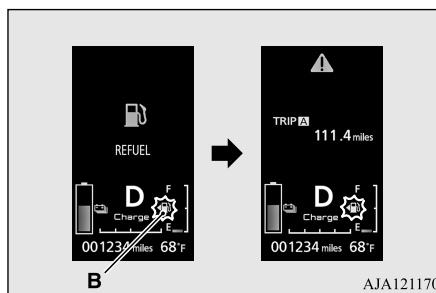 REFUEL
D
F
Charge
E
001234 miles 68°F
B
TRIP A
111.4 miles
D
F
Charge
E
001234 miles 68°F
AJA121170